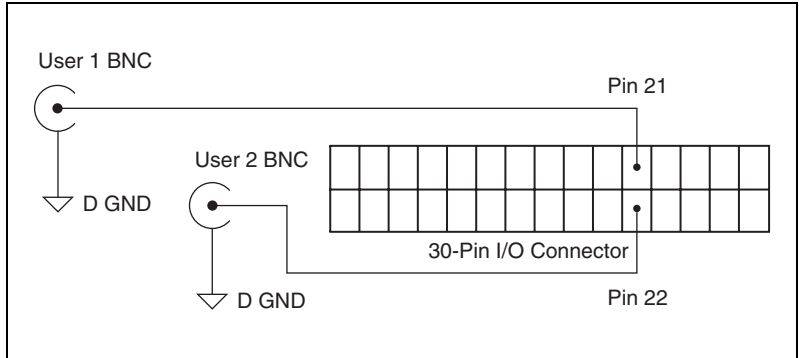 User 1 BNC
Pin 21
D GND
User 2 BNC
30-Pin I/O Connector
D GND
Pin 22